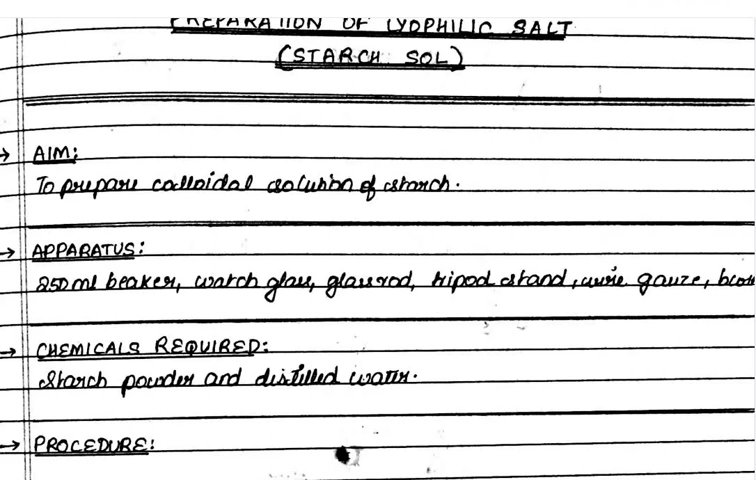 PREPARATION OF LYOPHILIC SALT
(STARCH SOL)
→ AIM:
To prepare colloidal solution of starch.
→ APPARATUS:
250 ml beaker, watch glass, glass rod, tripod stand, wire gauze,
→ CHEMICALS REQUIRED:
Starch powder and distilled water.
→ PROCEDURE: